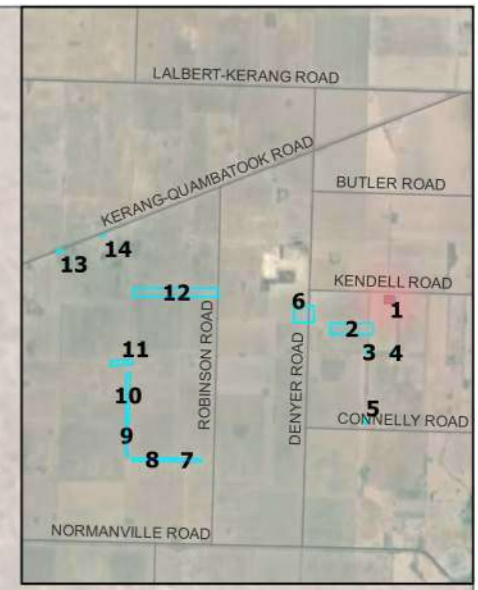 LALBERT-KERANG ROAD
KERANG-QUAMBATOOK ROAD
BUTLER ROAD
14
13
KENDELL ROAD
12
6
1
2
ROBINSON ROAD
DENYER ROAD
11
3 4
10
5
CONNELLY ROAD
9
8 7
NORMANVILLE ROAD